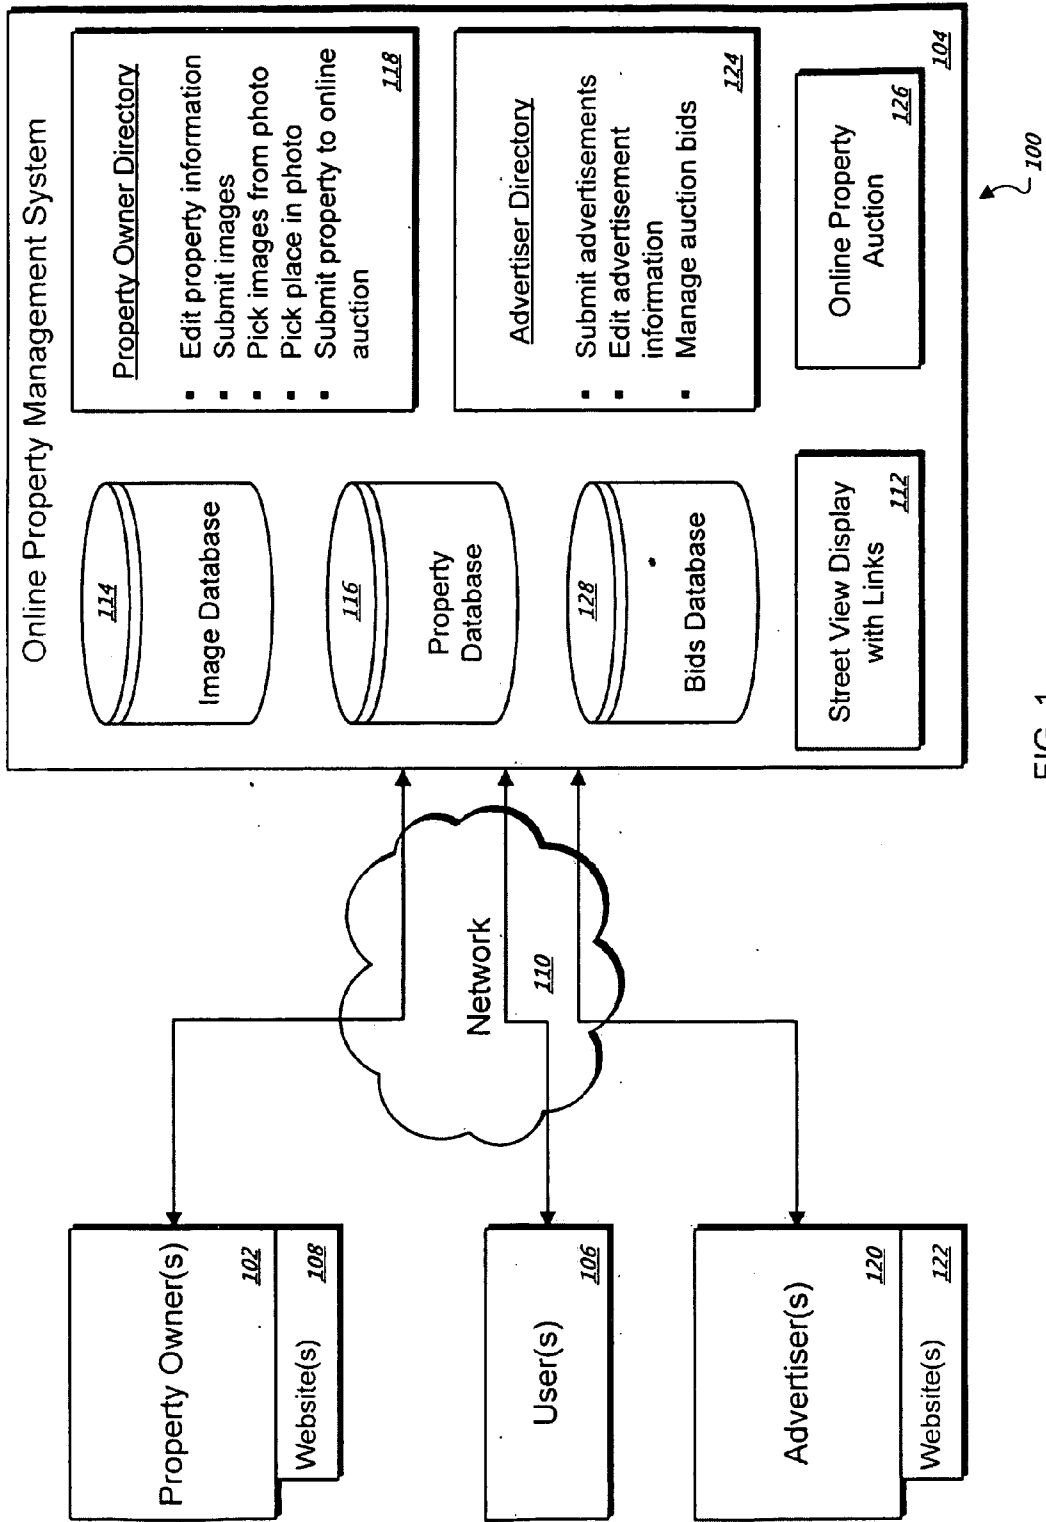 Property Owner(s)
102
Website(s)
108
User(s)
106
Advertiser(s)
120
Website(s)
122
Network
110
Online Property Management System
114
Image Database
116
Property
Database
128
Bids Database
Street View Display
with Links
112
Property Owner Directory
▪ Edit property information
▪ Submit images
▪ Pick images from photo
▪ Pick place in photo
▪ Submit property to online
auction
118
Advertiser Directory
▪ Submit advertisements
▪ Edit advertisement
information
▪ Manage auction bids
124
Online Property
Auction
126
104
100
FIG. 1